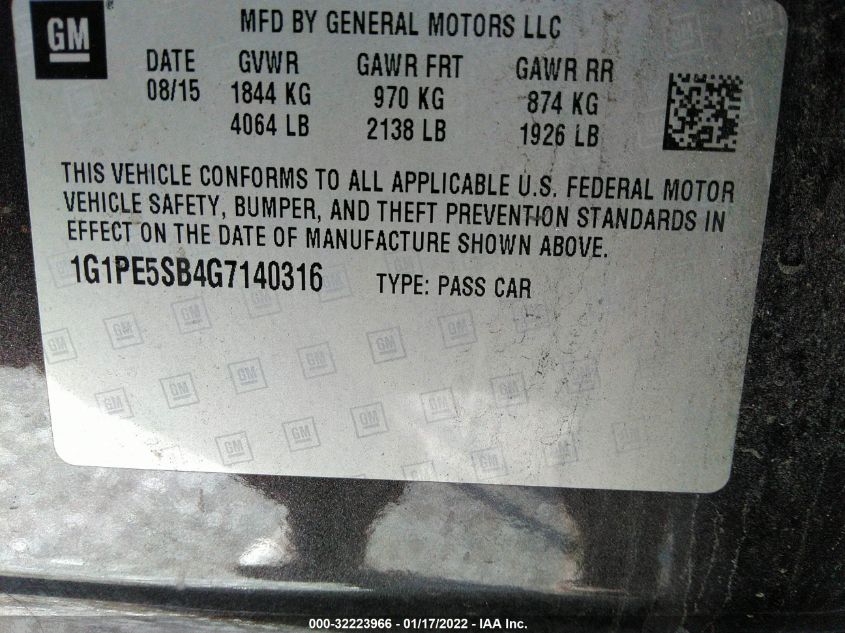 GM
MFD BY GENERAL MOTORS LLC
DATE GVWR GAWR FRT GAWR RR
08/15 1844 KG 970 KG 874 KG
4064 LB 2138 LB 1926 LB
THIS VEHICLE CONFORMS TO ALL APPLICABLE U.S. FEDERAL MOTOR
VEHICLE SAFETY, BUMPER, AND THEFT PREVENTION STANDARDS IN
EFFECT ON THE DATE OF MANUFACTURE SHOWN ABOVE.
1G1PE5SB4G7140316 TYPE: PASS CAR
000-32223966 - 01/17/2022 - IAA Inc.